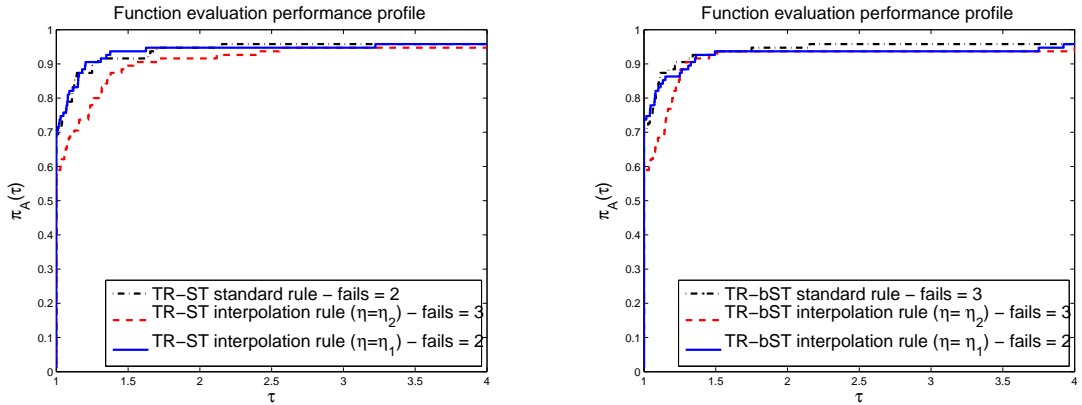 Function evaluation performance profile
1
0.9
0.8
0.7
0.6
0.5
0.4
0.3
0.2
0.1
0
π_A(τ)
TR−ST standard rule − fails = 2
TR−ST interpolation rule (η=η_2) − fails = 3
TR−ST interpolation rule (η=η_1) − fails = 2
1 1.5 2 2.5 3 3.5 4
τ
Function evaluation performance profile
1
0.9
0.8
0.7
0.6
0.5
0.4
0.3
0.2
0.1
0
π_A(τ)
TR−bST standard rule − fails = 3
TR−bST interpolation rule (η= η_2) − fails = 3
TR−bST interpolation rule (η= η_1) − fails = 2
1 1.5 2 2.5 3 3.5 4
τ